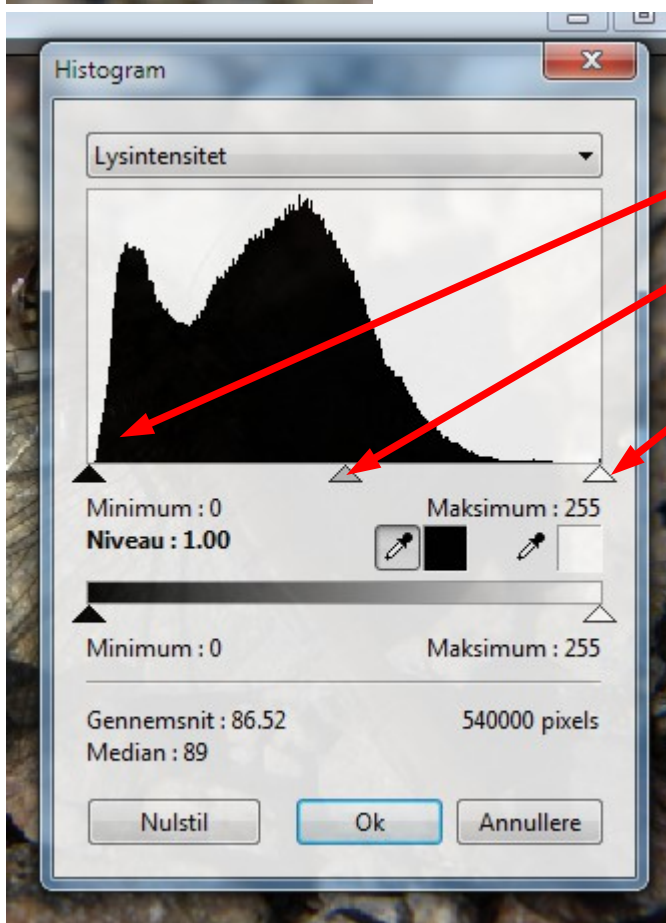 Histogram
Lysintensitet
Minimum : 0 Maksimum : 255
Niveau : 1.00
Minimum : 0 Maksimum : 255
Gennemsnit : 86.52 540000 pixels
Median : 89
Nulstil Ok Annullere